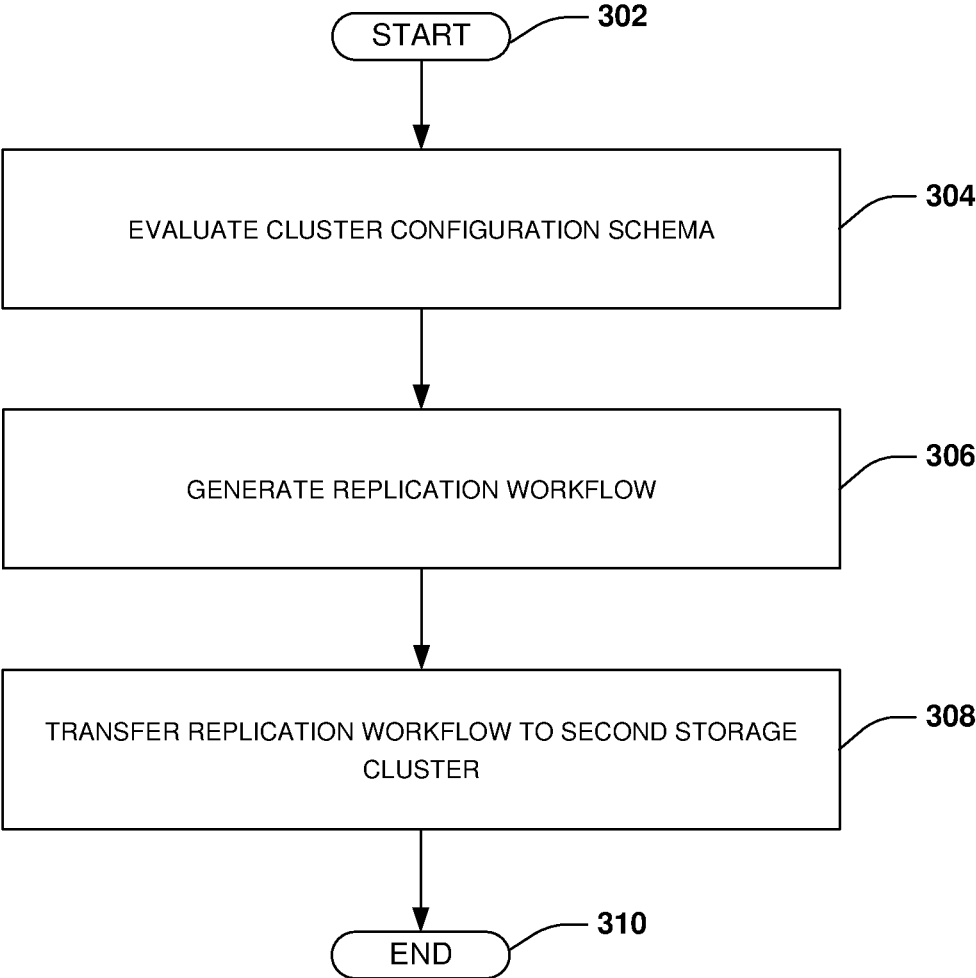 START
302
EVALUATE CLUSTER CONFIGURATION SCHEMA
304
GENERATE REPLICATION WORKFLOW
306
TRANSFER REPLICATION WORKFLOW TO SECOND STORAGE
CLUSTER
308
END
310